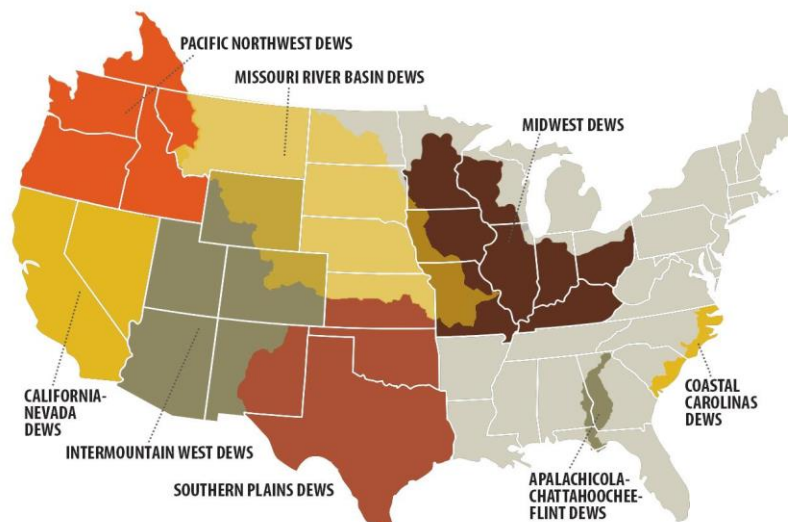 PACIFIC NORTHWEST DEWS
MISSOURI RIVER BASIN DEWS
MIDWEST DEWS
CALIFORNIA-
NEVADA
DEWS
INTERMOUNTAIN WEST DEWS
SOUTHERN PLAINS DEWS
COASTAL
CAROLINAS
DEWS
APALACHICOLA-
CHATTAHOOCHEE-
FLINT DEWS